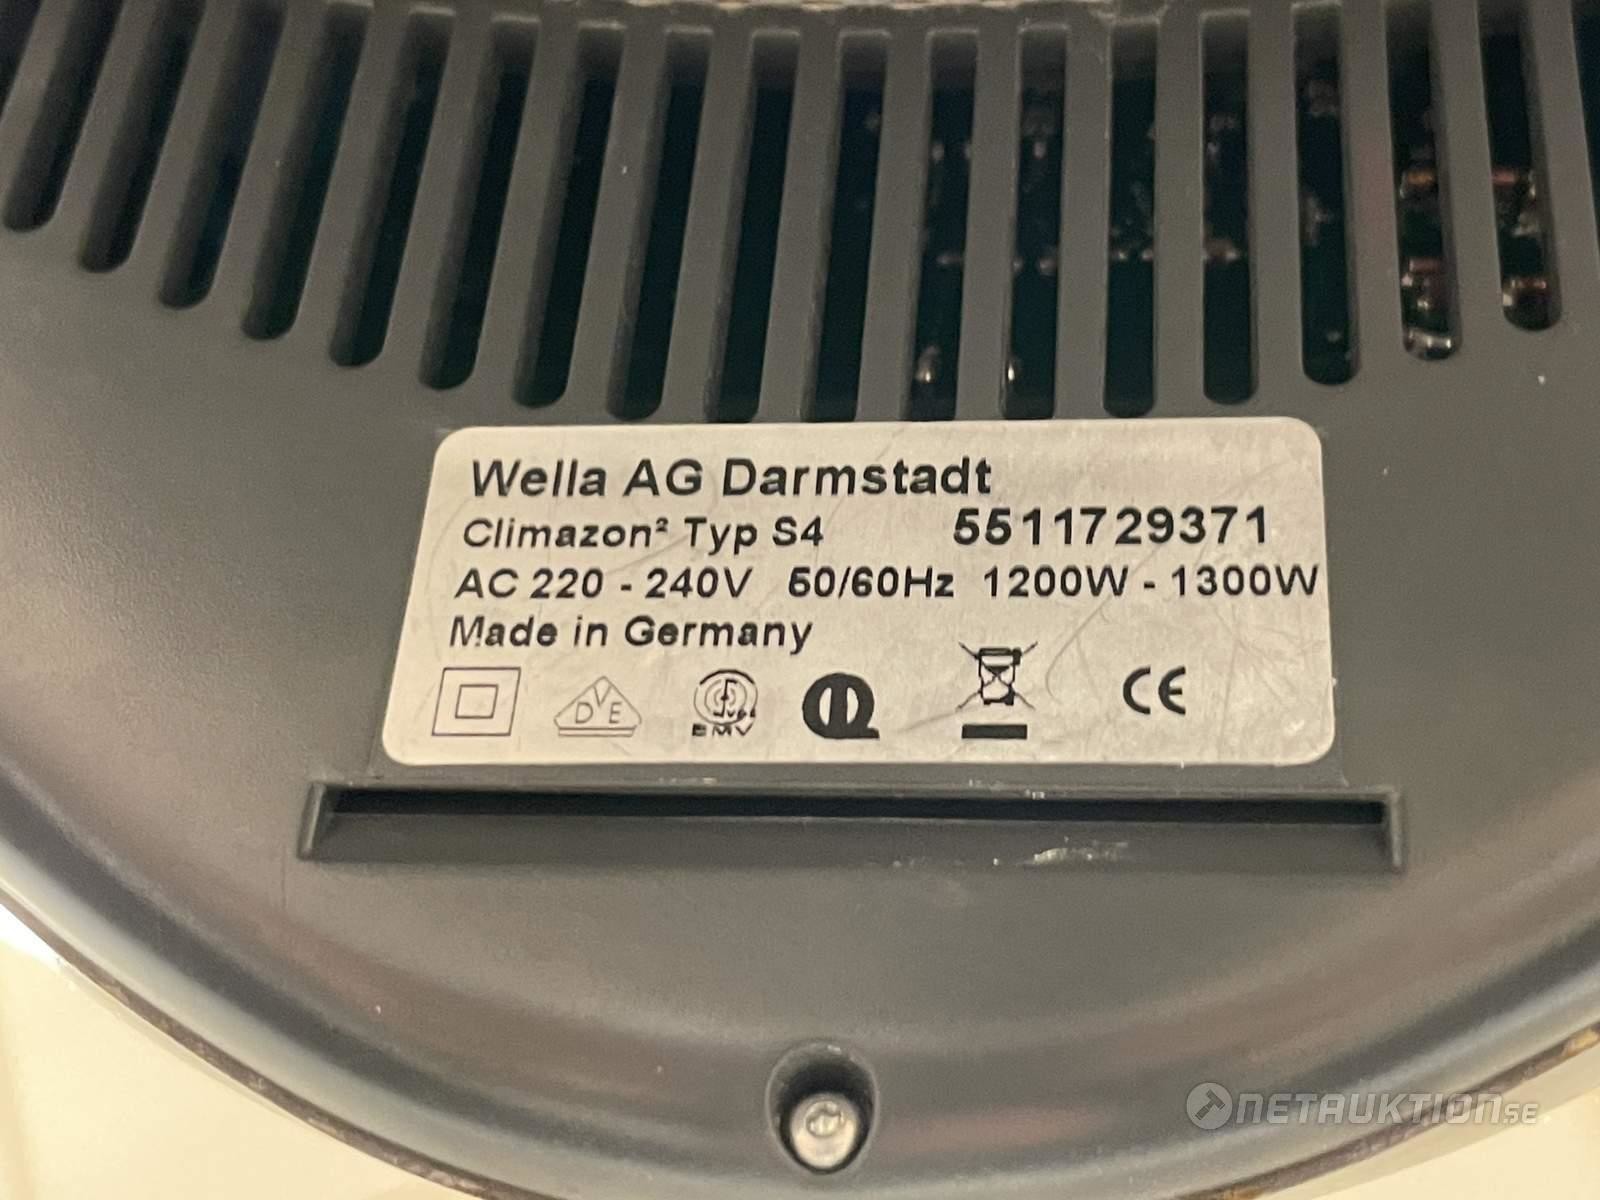 Wella AG Darmstadt
Climazon² Typ S4 5511729371
AC 220 - 240V 50/60Hz 1200W - 1300W
Made in Germany
DVE
EMV
CE
NETAUKTION.SE